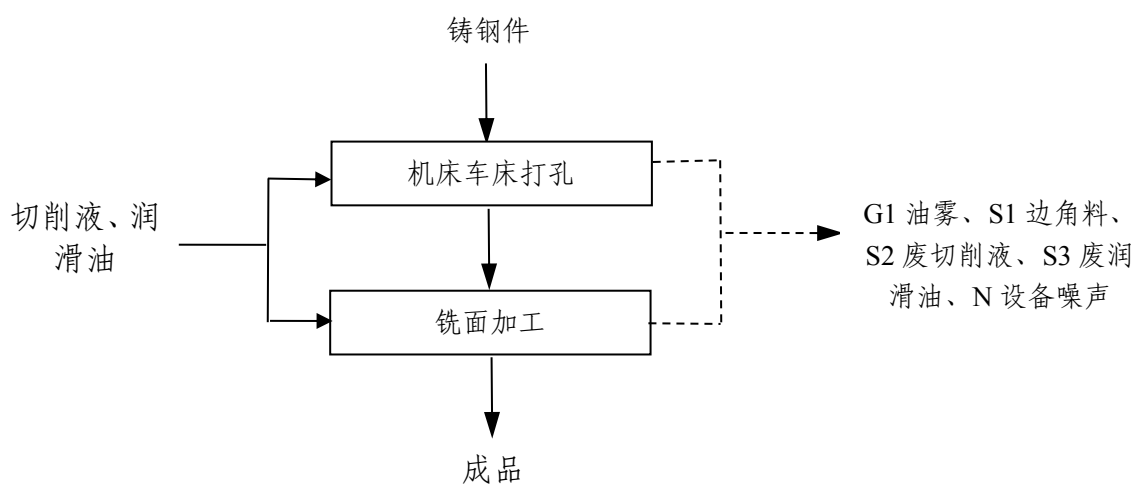 铸钢件
机床车床打孔
切削液、润
滑油
G1 油雾、S1 边角料、
S2 废切削液、S3 废润
滑油、N 设备噪声
铣面加工
成品